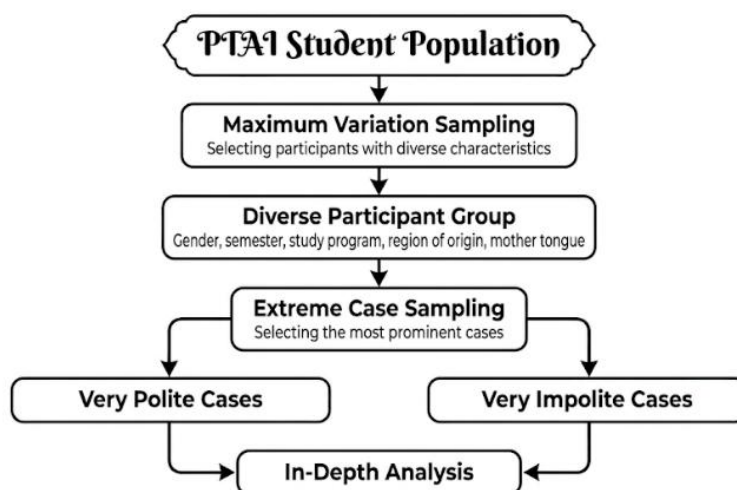 PTAI Student Population
Maximum Variation Sampling
Selecting participants with diverse characteristics
Diverse Participant Group
Gender, semester, study program, region of origin, mother tongue
Extreme Case Sampling
Selecting the most prominent cases
Very Polite Cases
Very Impolite Cases
In-Depth Analysis